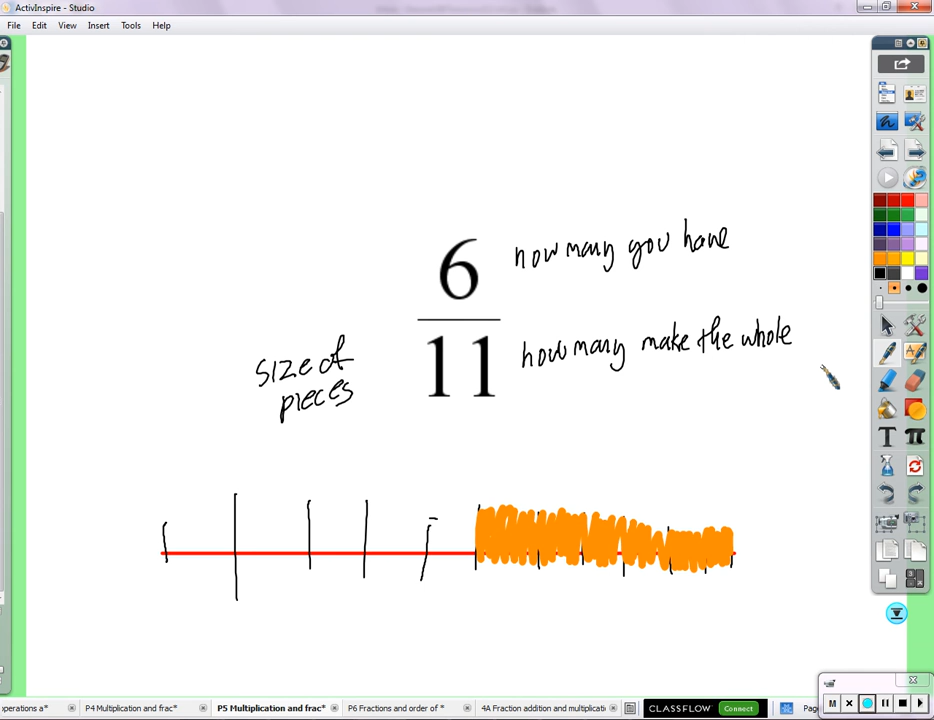 ActivInspire - Studio
File Edit View Insert Tools Help
6 how many you have
11 how many make the whole
size of
pieces
T π
M
operations a* P4 Multiplication and frac* P5 Multiplication and frac* P6 Fractions and order of * 4A Fraction addition and multiplicati CLASSFLOW Connect